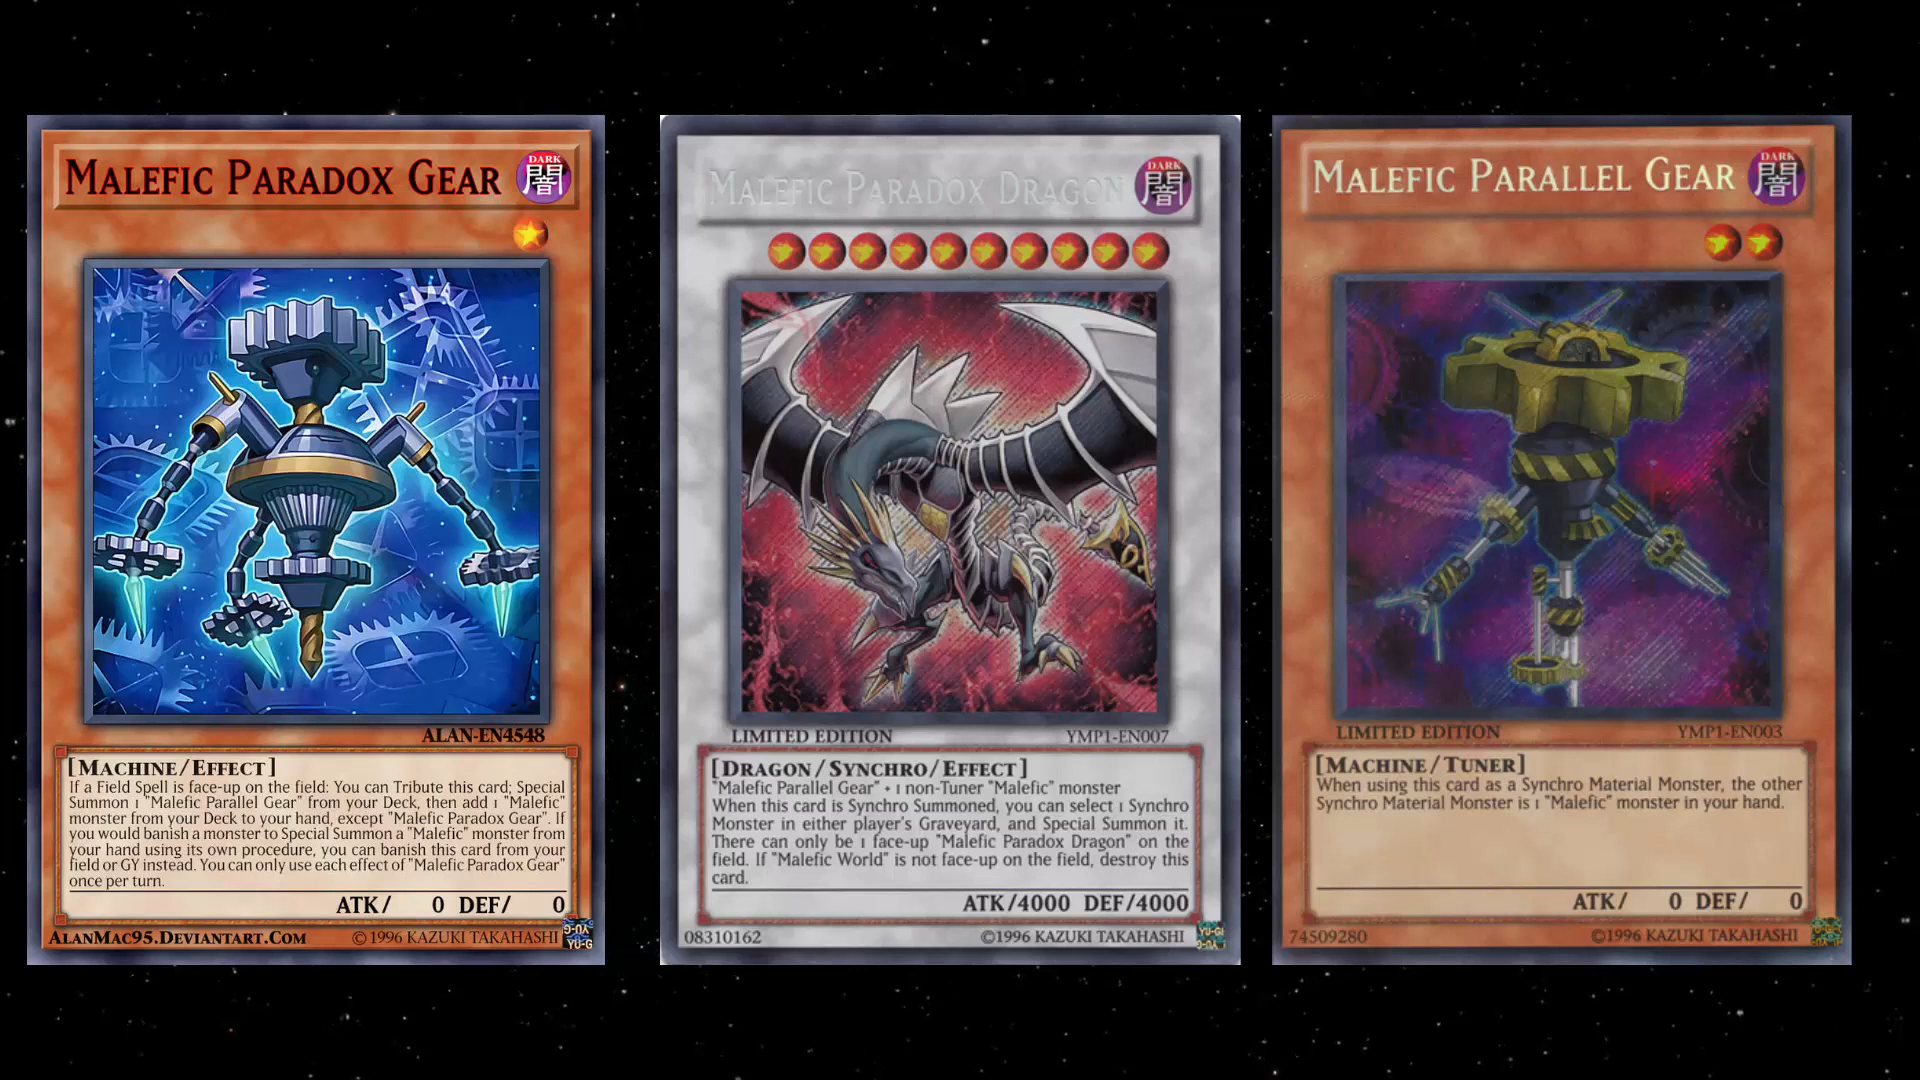 MALEFIC PARADOX GEAR
DARK
闇
ALAN-EN4548
[MACHINE/EFFECT]
If a Field Spell is face-up on the field: You can Tribute this card; Special
Summon 1 "Malefic Parallel Gear" from your Deck, then add 1 "Malefic"
monster from your Deck to your hand, except "Malefic Paradox Gear". If
you would banish a monster to Special Summon a "Malefic" monster from
your hand using its own procedure, you can banish this card from your
field or GY instead. You can only use each effect of "Malefic Paradox Gear"
once per turn.
ATK/ 0 DEF/ 0
ALANMAC95.DEVIANTART.COM
©1996 KAZUKI TAKAHASHI
MALEFIC PARADOX DRAGON
DARK
闇
LIMITED EDITION
YMP1-EN007
[DRAGON/SYNCHRO/EFFECT]
"Malefic Parallel Gear" + 1 non-Tuner "Malefic" monster
When this card is Synchro Summoned, you can select 1 Synchro
Monster in either player's Graveyard, and Special Summon it.
There can only be 1 face-up "Malefic Paradox Dragon" on the
field. If "Malefic World" is not face-up on the field, destroy this
card.
ATK/4000 DEF/4000
08310162
©1996 KAZUKI TAKAHASHI
MALEFIC PARALLEL GEAR
DARK
闇
LIMITED EDITION
YMP1-EN003
[MACHINE/TUNER]
When using this card as a Synchro Material Monster, the other
Synchro Material Monster is 1 "Malefic" monster in your hand.
ATK/ 0 DEF/ 0
74509280
©1996 KAZUKI TAKAHASHI